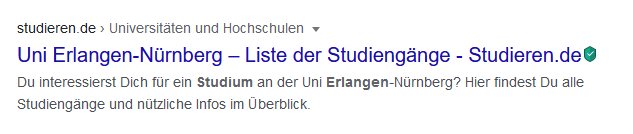 studieren.de › Universitäten und Hochschulen
Uni Erlangen-Nürnberg – Liste der Studiengänge - Studieren.de
Du interessierst Dich für ein Studium an der Uni Erlangen-Nürnberg? Hier findest Du alle
Studiengänge und nützliche Infos im Überblick.